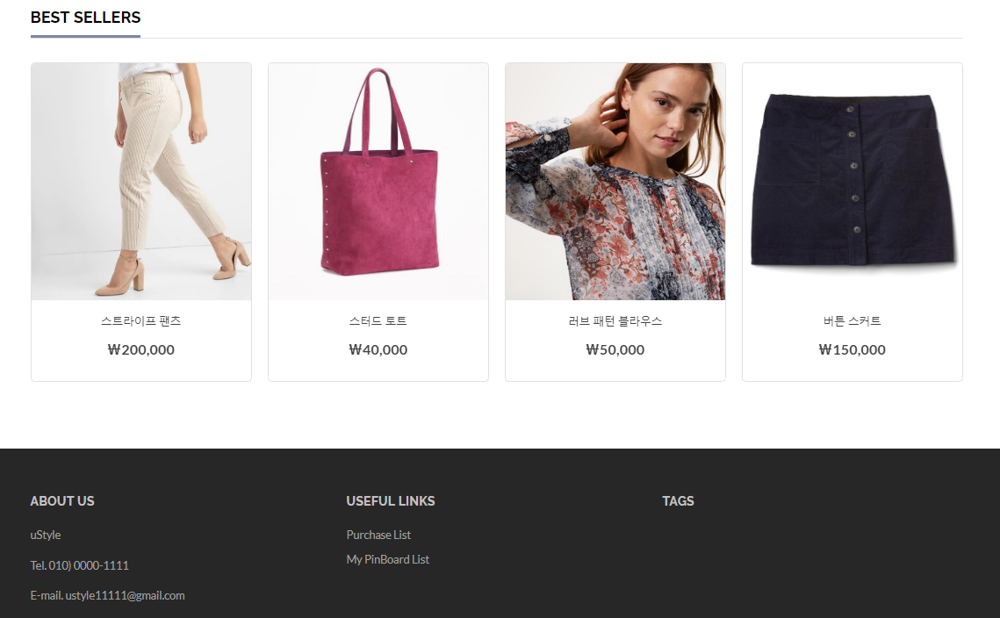 BEST SELLERS
스트라이프 팬츠
₩200,000
스터드 토트
₩40,000
러브 패턴 블라우스
₩50,000
버튼 스커트
₩150,000
ABOUT US
uStyle
Tel. 010) 0000-1111
E-mail. ustyle11111@gmail.com
USEFUL LINKS
Purchase List
My PinBoard List
TAGS